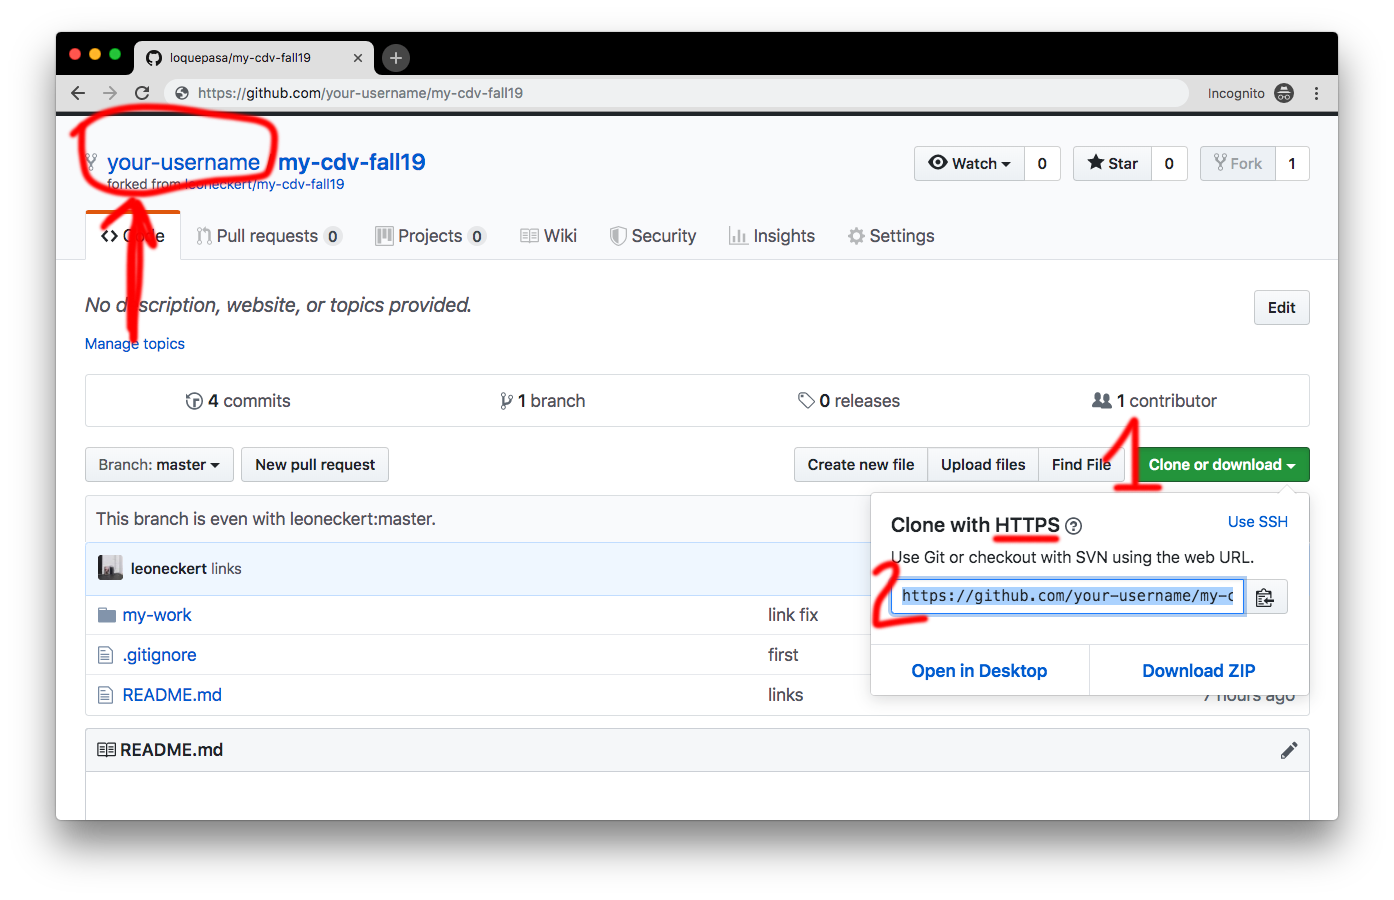 loquepasa/my-cdv-fall19
https://github.com/your-username/my-cdv-fall19
Incognito
your-username / my-cdv-fall19
forked from leoneckert/my-cdv-fall19
Watch 0
Star 0
Fork 1
Code
Pull requests 0
Projects 0
Wiki
Security
Insights
Settings
No description, website, or topics provided.
Edit
Manage topics
4 commits
1 branch
0 releases
1 contributor
Branch: master
New pull request
Create new file
Upload files
Find File
1
Clone or download
This branch is even with leoneckert:master.
Clone with HTTPS
Use SSH
Use Git or checkout with SVN using the web URL.
2
https://github.com/your-username/my-c
Open in Desktop
Download ZIP
leoneckert links
my-work link fix
.gitignore first
README.md links 7 hours ago
README.md